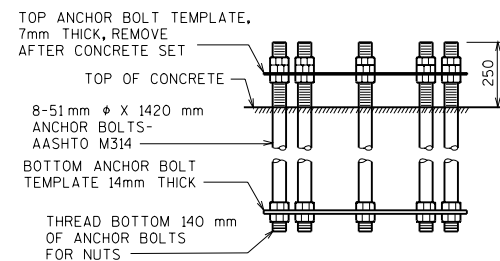 TOP ANCHOR BOLT TEMPLATE,
7mm THICK, REMOVE
AFTER CONCRETE SET
TOP OF CONCRETE
250
8-51mm ϕ X 1420 mm
ANCHOR BOLTS-
AASHTO M314
BOTTOM ANCHOR BOLT
TEMPLATE 14mm THICK
THREAD BOTTOM 140 mm
OF ANCHOR BOLTS
FOR NUTS